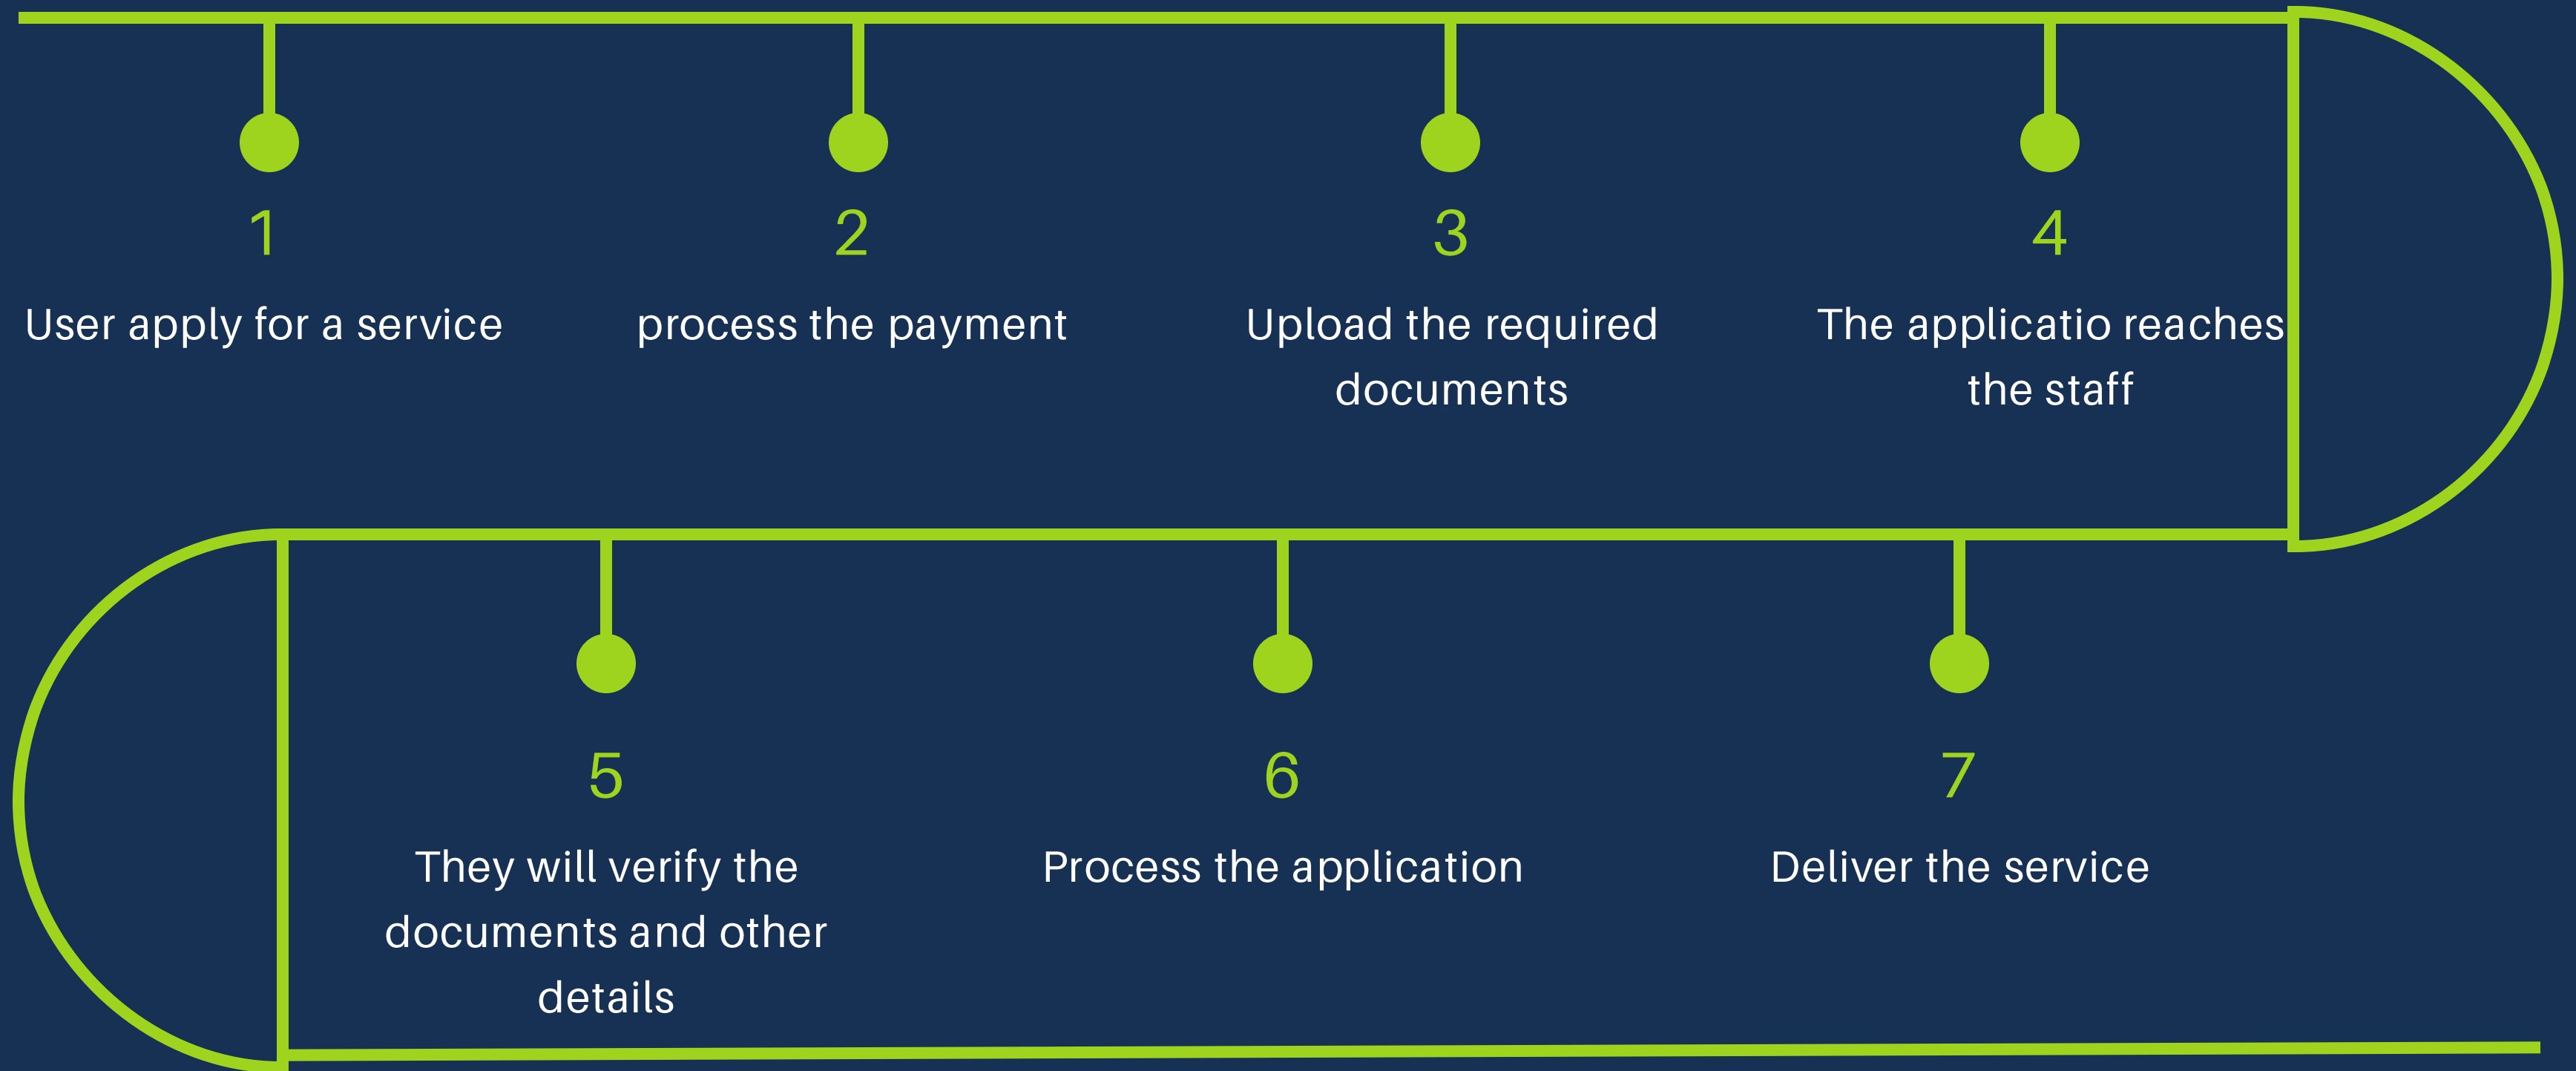 1
User apply for a service
2
process the payment
3
Upload the required
documents
4
The applicatio reaches
the staff
5
They will verify the
documents and other
details
6
Process the application
7
Deliver the service